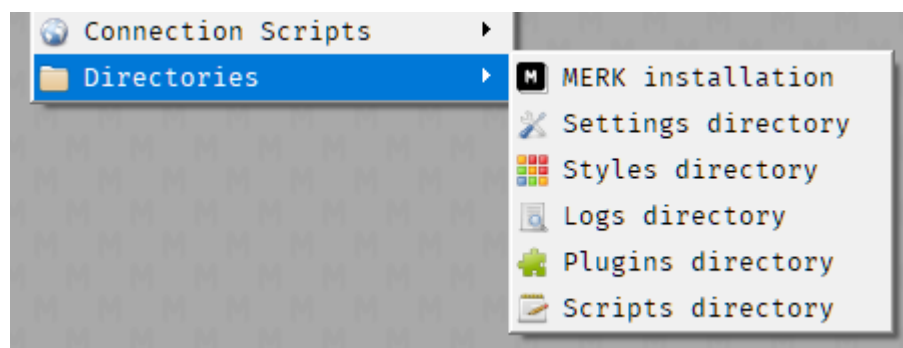 Connection Scripts
Directories
MERK installation
Settings directory
Styles directory
Logs directory
Plugins directory
Scripts directory